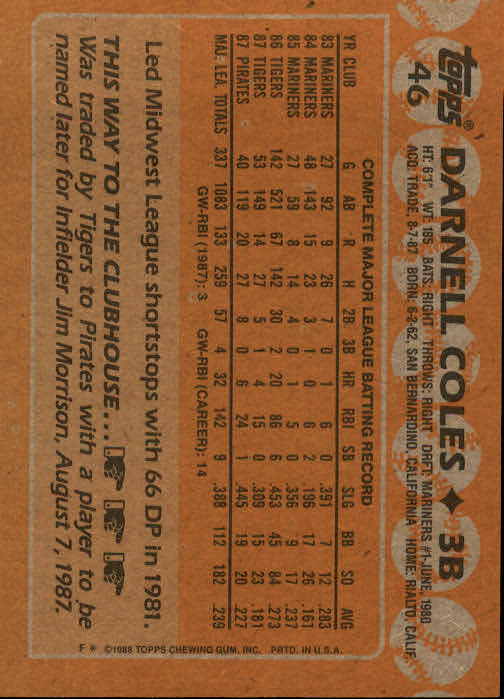 topps® DARNELL COLES ♦ 3B
46
HT: 6'1" WT: 185 BATS: RIGHT THROWS: RIGHT DRFT: MARINERS #1-JUNE, 1980
ACQ: TRADE, 8-7-87 BORN: 6-2-62, SAN BERNARDINO, CALIFORNIA HOME: RIALTO, CALIF.
COMPLETE MAJOR LEAGUE BATTING RECORD
YR CLUB G AB R H 2B 3B HR RBI SB SLG BB SO AVG
83 MARINERS 27 92 9 26 7 0 1 6 0 .391 7 12 .283
84 MARINERS 48 143 15 23 3 1 0 6 2 .196 17 26 .161
85 MARINERS 27 59 8 14 4 0 1 5 0 .356 9 17 .237
86 TIGERS 142 521 67 142 30 2 20 86 6 .453 45 84 .273
87 TIGERS 53 149 14 27 5 1 4 15 0 .309 15 23 .181
87 PIRATES 40 119 20 27 8 0 6 24 1 .445 19 20 .227
MAJ. LEA. TOTALS 337 1083 133 259 57 4 32 142 9 .388 112 182 .239
GW-RBI (1987): 3 GW-RBI (CAREER): 14
Led Midwest League shortstops with 66 DP in 1981.
THIS WAY TO THE CLUBHOUSE...
Was traded by Tigers to Pirates with a player to be
named later for Infielder Jim Morrison, August 7, 1987.
F * ©1988 TOPPS CHEWING GUM, INC. PRTD. IN U.S.A.